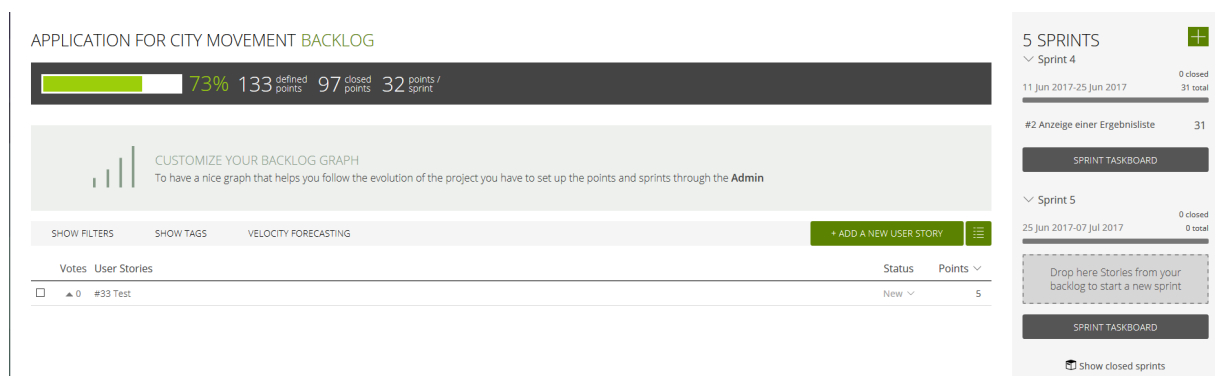 APPLICATION FOR CITY MOVEMENT BACKLOG
73% 133 defined points 97 closed points 32 points / sprint
CUSTOMIZE YOUR BACKLOG GRAPH
To have a nice graph that helps you follow the evolution of the project you have to set up the points and sprints through the Admin
SHOW FILTERS SHOW TAGS VELOCITY FORECASTING + ADD A NEW USER STORY
Votes User Stories Status Points
0 #33 Test New 5
5 SPRINTS
Sprint 4
0 closed
11 Jun 2017-25 Jun 2017 31 total
#2 Anzeige einer Ergebnisliste 31
SPRINT TASKBOARD
Sprint 5
0 closed
25 Jun 2017-07 Jul 2017 0 total
Drop here Stories from your
backlog to start a new sprint
SPRINT TASKBOARD
Show closed sprints